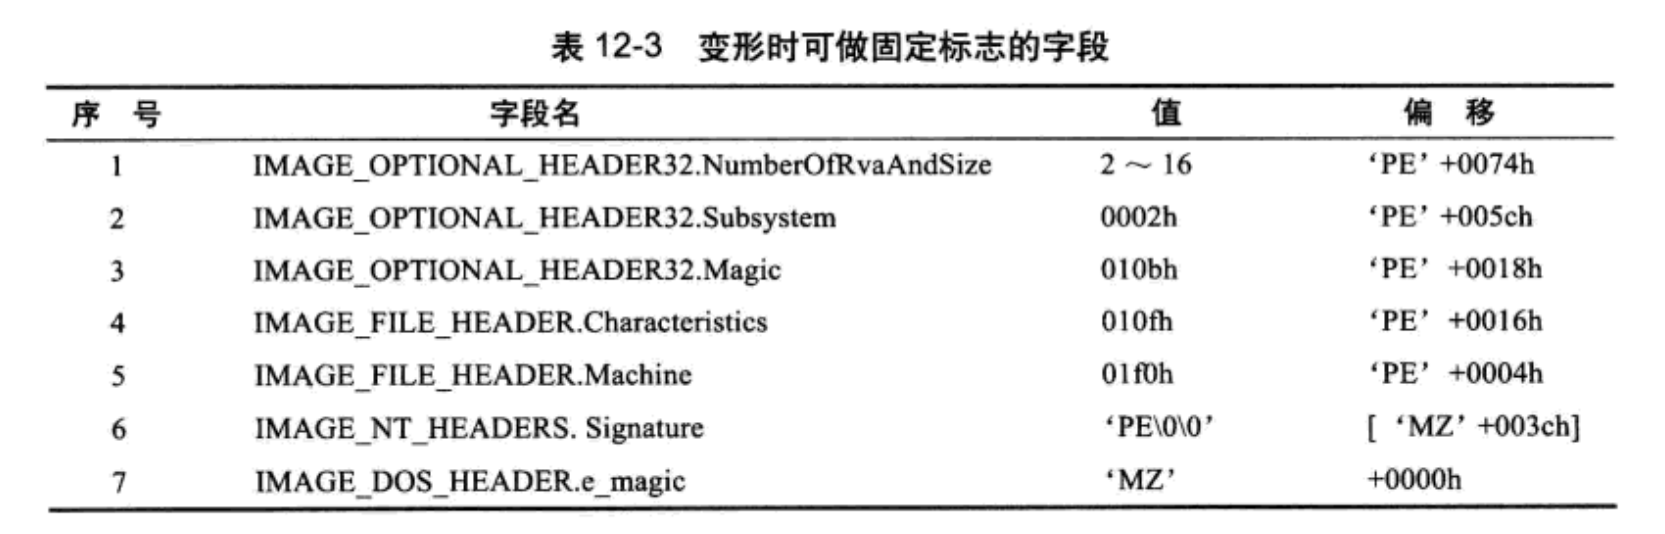 表 12-3 变形时可做固定标志的字段
序 号 字段名 值 偏 移
1 IMAGE_OPTIONAL_HEADER32.NumberOfRvaAndSize 2～16 ‘PE’+0074h
2 IMAGE_OPTIONAL_HEADER32.Subsystem 0002h ‘PE’+005ch
3 IMAGE_OPTIONAL_HEADER32.Magic 010bh ‘PE’ +0018h
4 IMAGE_FILE_HEADER.Characteristics 010fh ‘PE’ +0016h
5 IMAGE_FILE_HEADER.Machine 01f0h ‘PE’ +0004h
6 IMAGE_NT_HEADERS. Signature ‘PE\0\0’ [ ‘MZ’+003ch]
7 IMAGE_DOS_HEADER.e_magic ‘MZ’ +0000h